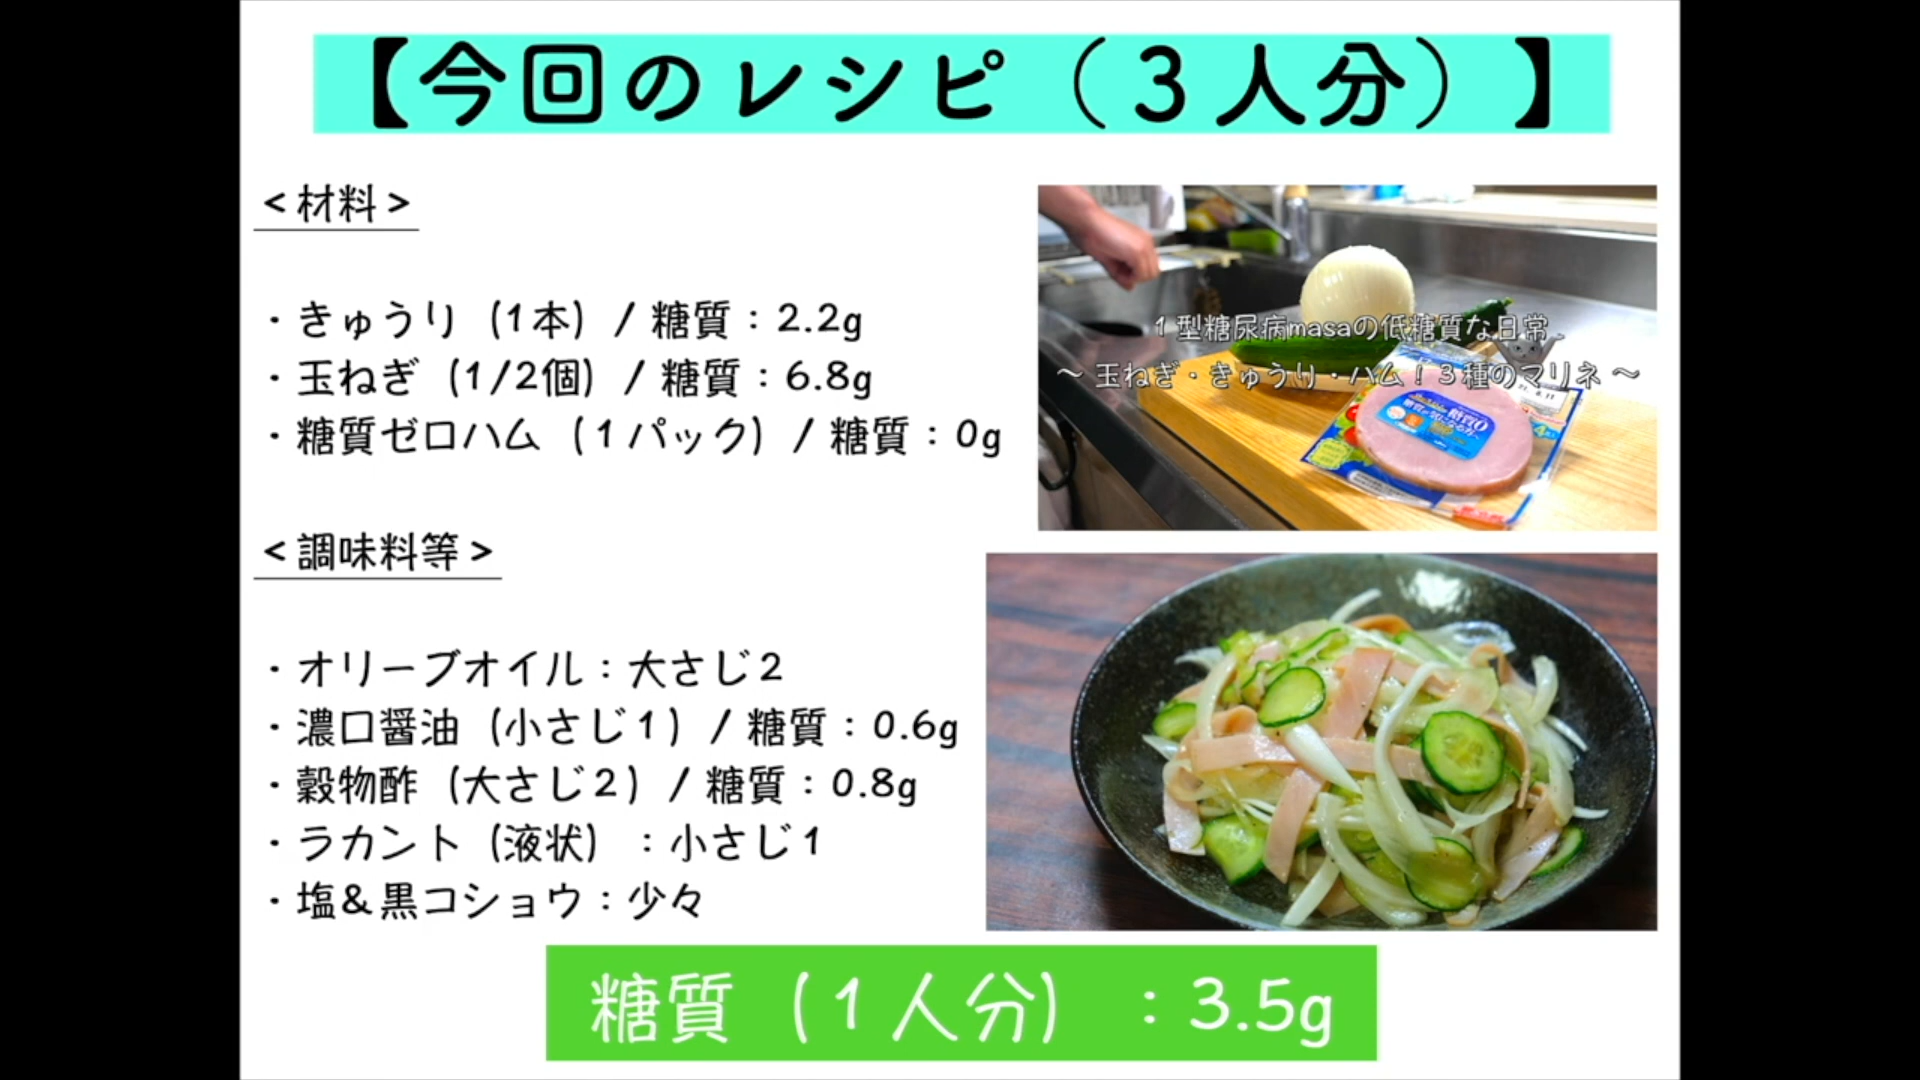 【今回のレシピ(3人分)】
<材料>
・きゅうり(1本)/ 糖質:2.2g
・玉ねぎ(1/2個)/ 糖質:6.8g
・糖質ゼロハム(1パック)/ 糖質:0g
<調味料等>
・オリーブオイル:大さじ2
・濃口醤油(小さじ1)/ 糖質:0.6g
・穀物酢(大さじ2)/ 糖質:0.8g
・ラカント(液状):小さじ1
・塩&黒コショウ:少々
1型糖尿病masaの低糖質な日常
~ 玉ねぎ・きゅうり・ハム!3種のマリネ ~
糖質0
糖質(1人分):3.5g